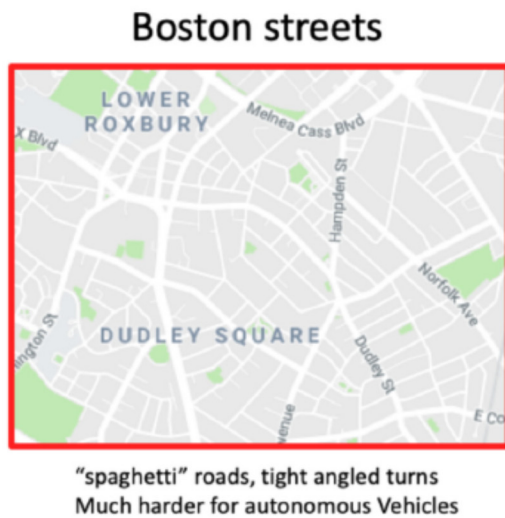 Boston streets
LOWER
ROXBURY
Melnea Cass Blvd
X Blvd
Hampden St
Norfolk Ave
DUDLEY SQUARE
ington St
Dudley St
enue
E Co
“spaghetti” roads, tight angled turns
Much harder for autonomous Vehicles